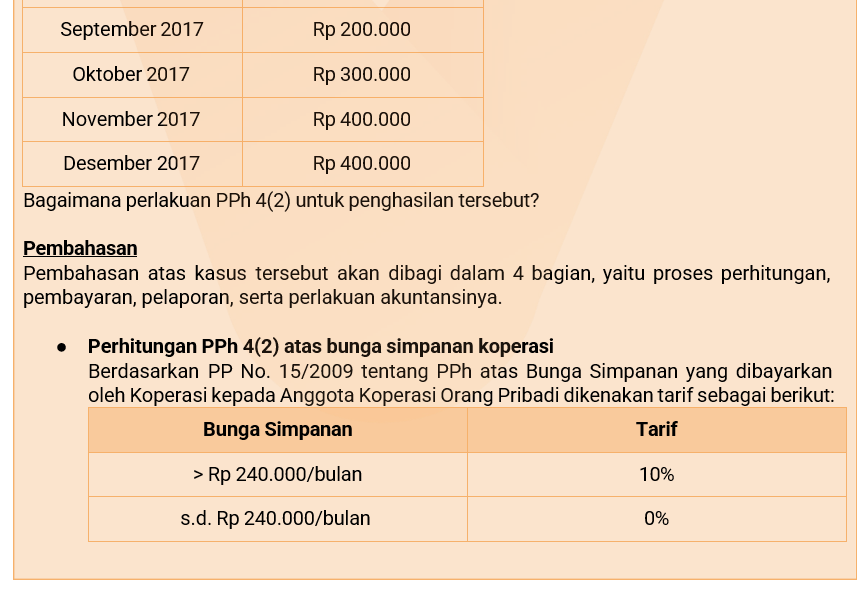 September 2017 Rp 200.000
Oktober 2017 Rp 300.000
November 2017 Rp 400.000
Desember 2017 Rp 400.000
Bagaimana perlakuan PPh 4(2) untuk penghasilan tersebut?
Pembahasan
Pembahasan atas kasus tersebut akan dibagi dalam 4 bagian, yaitu proses perhitungan,
pembayaran, pelaporan, serta perlakuan akuntansinya.
● Perhitungan PPh 4(2) atas bunga simpanan koperasi
Berdasarkan PP No. 15/2009 tentang PPh atas Bunga Simpanan yang dibayarkan
oleh Koperasi kepada Anggota Koperasi Orang Pribadi dikenakan tarif sebagai berikut:
Bunga Simpanan Tarif
> Rp 240.000/bulan 10%
s.d. Rp 240.000/bulan 0%